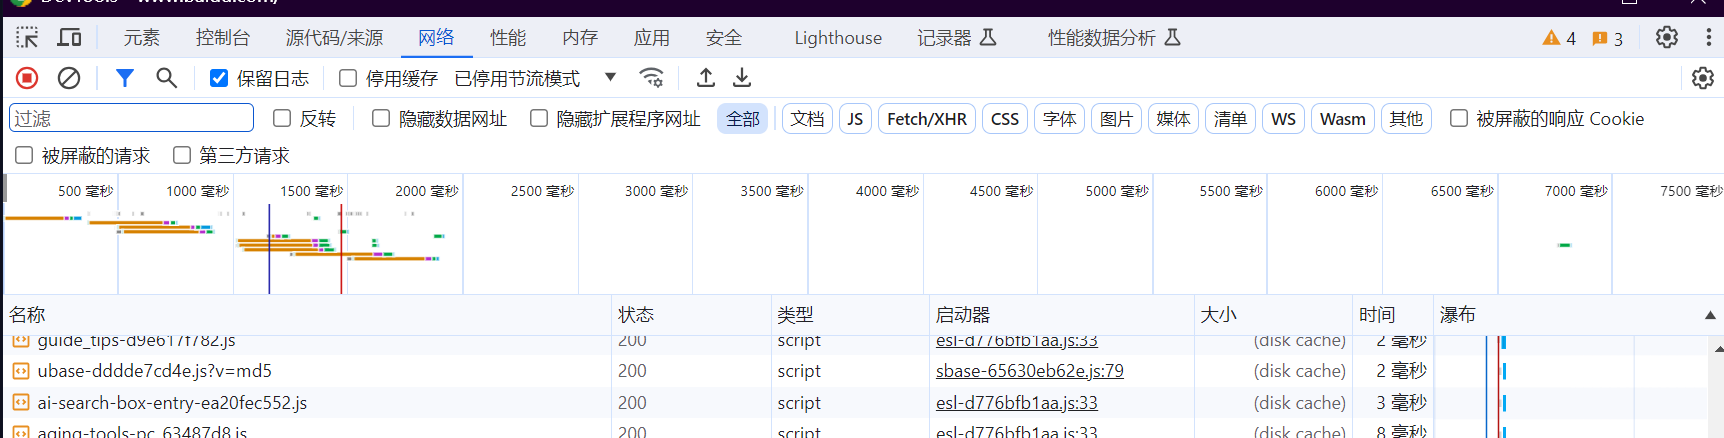 DevTools - www.baidu.com/
元素 控制台 源代码/来源 网络 性能 内存 应用 安全 Lighthouse 记录器 性能数据分析 4 3
保留日志 停用缓存 已停用节流模式
过滤 反转 隐藏数据网址 隐藏扩展程序网址 全部 文档 JS Fetch/XHR CSS 字体 图片 媒体 清单 WS Wasm 其他 被屏蔽的响应 Cookie
被屏蔽的请求 第三方请求
500 毫秒 1000 毫秒 1500 毫秒 2000 毫秒 2500 毫秒 3000 毫秒 3500 毫秒 4000 毫秒 4500 毫秒 5000 毫秒 5500 毫秒 6000 毫秒 6500 毫秒 7000 毫秒 7500 毫秒
名称 状态 类型 启动器 大小 时间 瀑布
guide_tips-d9e617f782.js 200 script esl-d776bfb1aa.js:33 (disk cache) 2 毫秒
ubase-dddde7cd4e.js?v=md5 200 script sbase-65630eb62e.js:79 (disk cache) 2 毫秒
ai-search-box-entry-ea20fec552.js 200 script esl-d776bfb1aa.js:33 (disk cache) 3 毫秒
aging-tools-pc_63487d8.js 200 script esl-d776bfb1aa.js:33 (disk cache) 8 毫秒